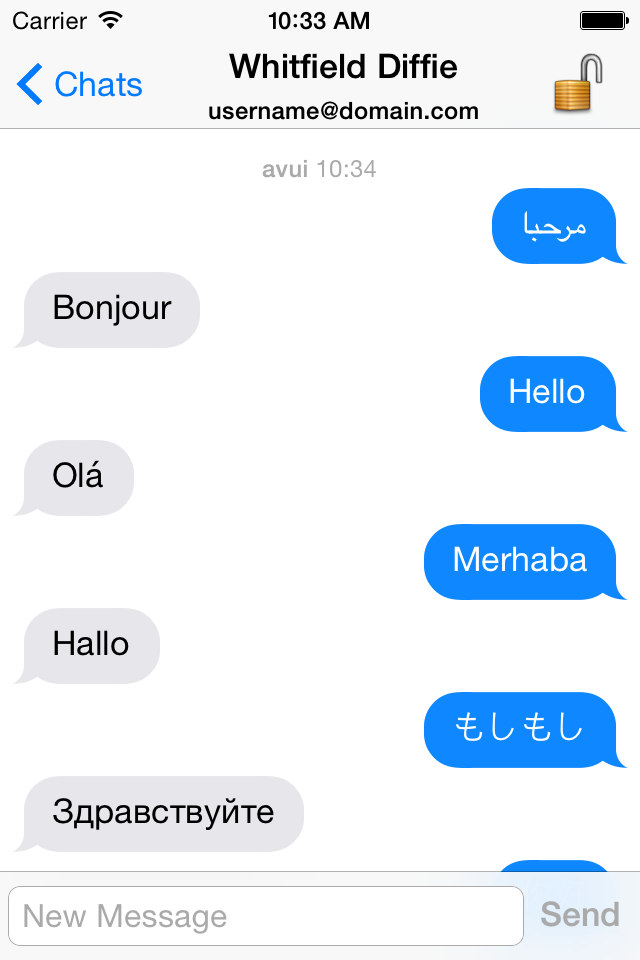 Carrier 10:33 AM
Chats
Whitfield Diffie
username@domain.com
avui 10:34
مرحبا
Bonjour
Hello
Olá
Merhaba
Hallo
もしもし
Здравствуйте
New Message
Send